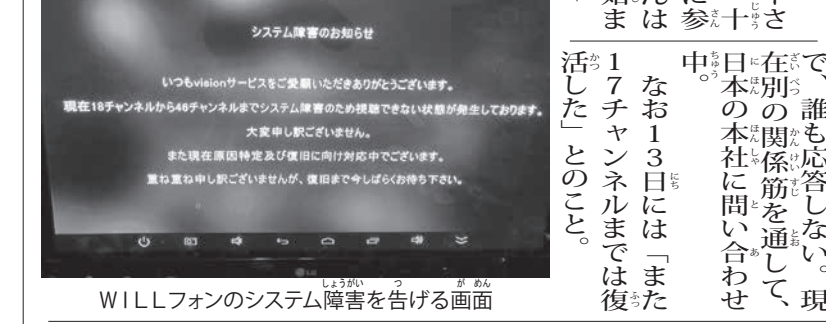 さ
十
に参
んは
始ま
で、誰も応答しない。現
在別の関係筋を通して、
日本の本社に問い合わせ
中。
なお13日には「また
17チャンネルまでは復
活した」とのこと。
システム障害のお知らせ
いつもvisionサービスをご愛顧いただきありがとうございます。
現在18チャンネルから46チャンネルまでシステム障害のため視聴できない状態が発生しております。
大変申し訳ございません。
また現在原因特定及び復旧に向け対応中でございます。
重ね重ね申し訳ございませんが、復旧まで今しばらくお待ち下さい。
LG
WILLフォンのシステム障害を告げる画面